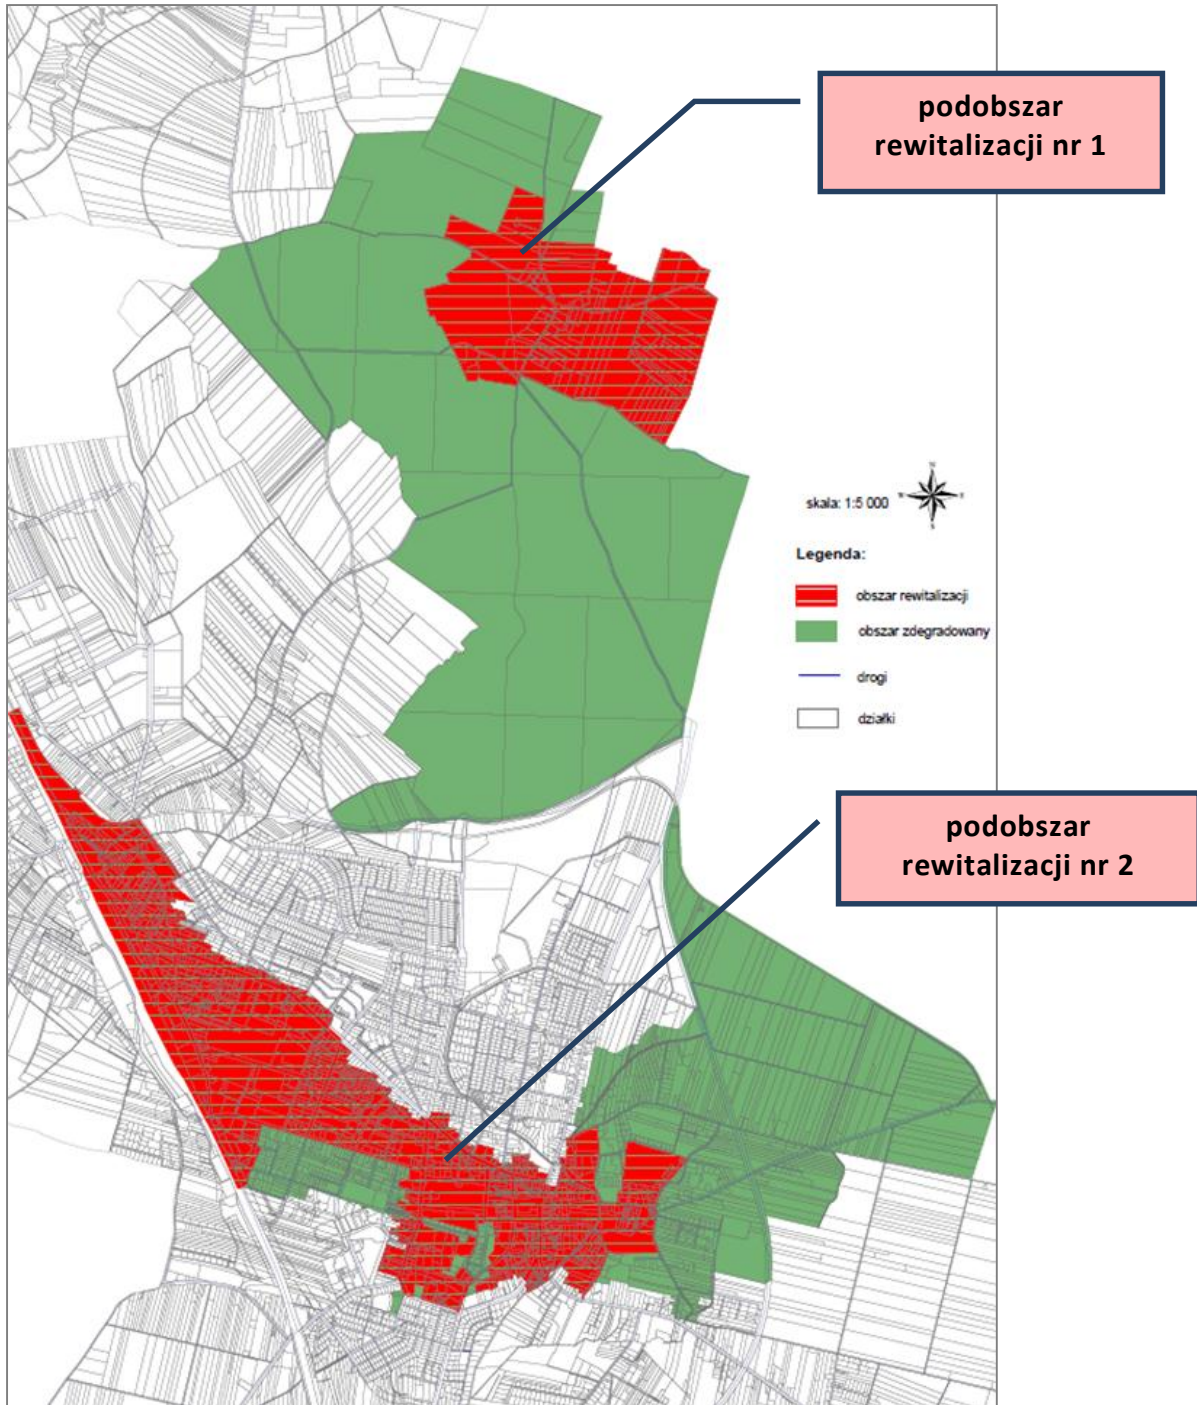 podobszar
rewitalizacji nr 1
skala: 1:5 000
Legenda:
obszar rewitalizacji
obszar zdegradowany
drogi
działki
podobszar
rewitalizacji nr 2